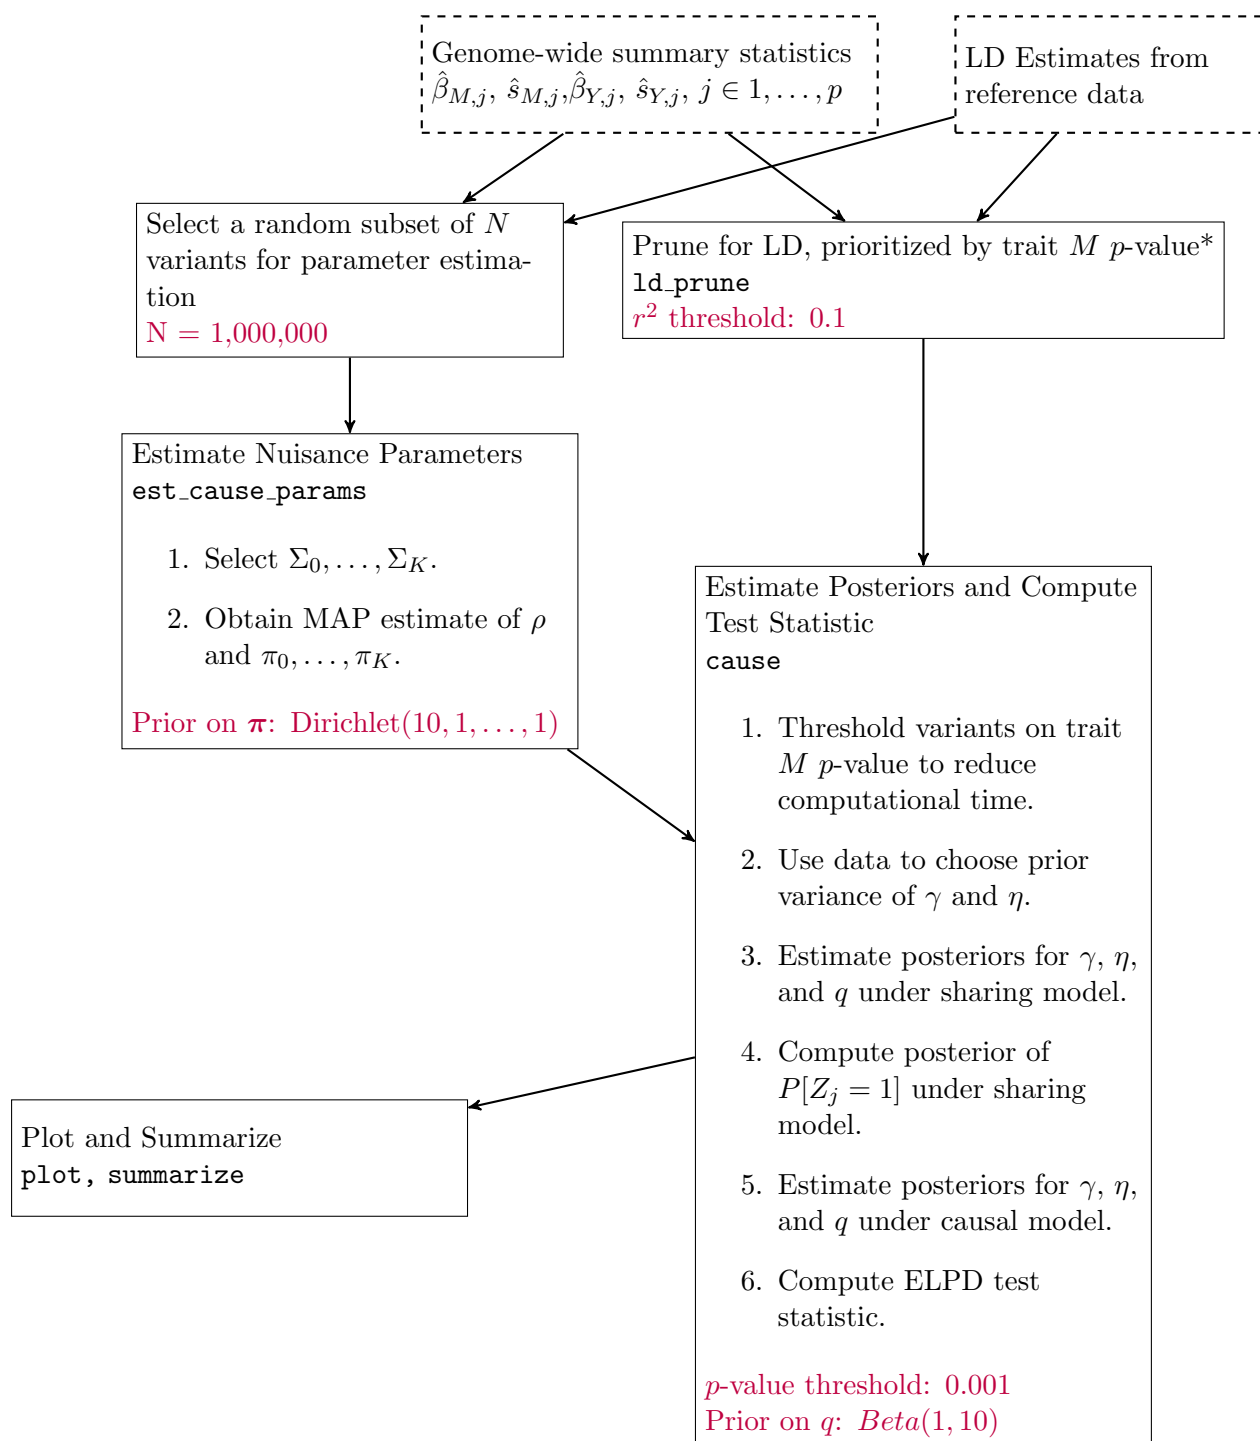 Genome-wide summary statistics
β̂_{M,j}, ŝ_{M,j},β̂_{Y,j}, ŝ_{Y,j}, j ∈ 1, . . . , p
LD Estimates from
reference data
Select a random subset of N
variants for parameter estima-
tion
N = 1,000,000
Prune for LD, prioritized by trait M p-value*
ld_prune
r² threshold: 0.1
Estimate Nuisance Parameters
est_cause_params
1. Select Σ₀, . . . , Σ_K.
2. Obtain MAP estimate of ρ
and π₀, . . . , π_K.
Prior on π: Dirichlet(10, 1, . . . , 1)
Estimate Posteriors and Compute
Test Statistic
cause
1. Threshold variants on trait
M p-value to reduce
computational time.
2. Use data to choose prior
variance of γ and η.
3. Estimate posteriors for γ, η,
and q under sharing model.
4. Compute posterior of
P[Z_j = 1] under sharing
model.
5. Estimate posteriors for γ, η,
and q under causal model.
6. Compute ELPD test
statistic.
p-value threshold: 0.001
Prior on q: Beta(1, 10)
Plot and Summarize
plot, summarize